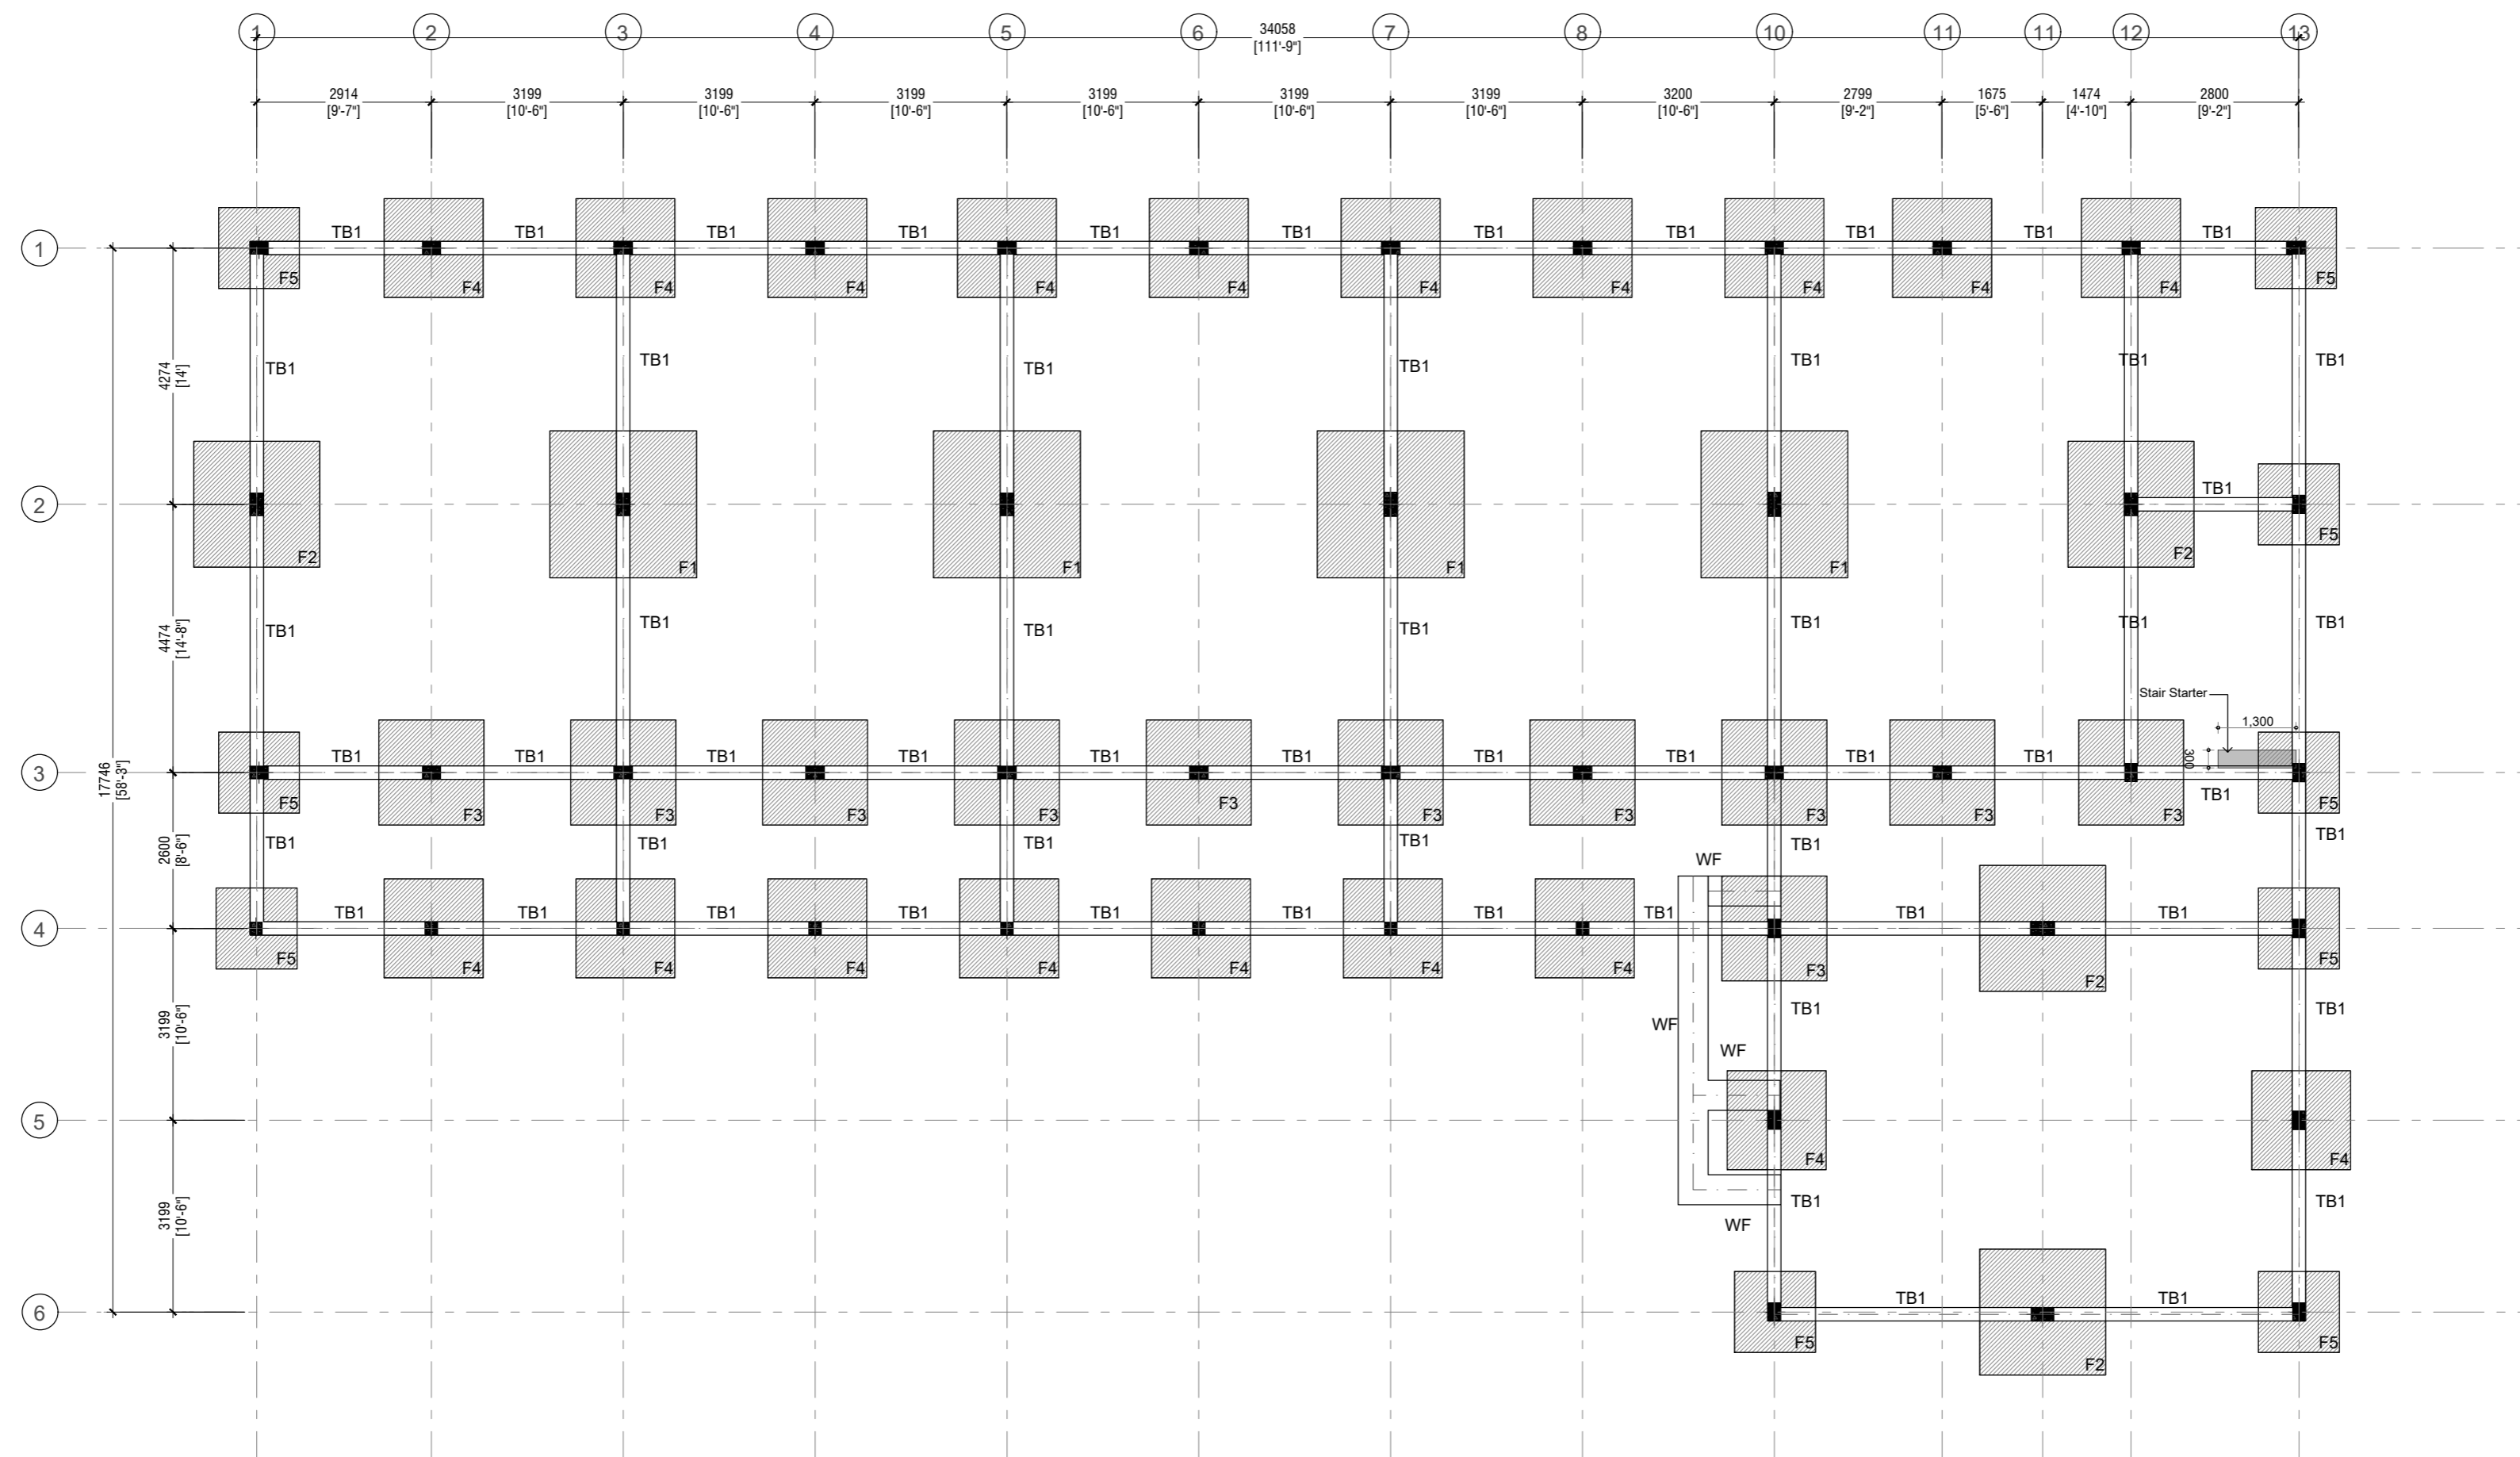 1 2 3 4 5 6 7 8 10 11 11 12 13
34058
[111'-9"]
2914 3199 3199 3199 3199 3199 3199 3200 2799 1675 1474 2800
[9'-7"] [10'-6"] [10'-6"] [10'-6"] [10'-6"] [10'-6"] [10'-6"] [10'-6"] [9'-2"] [5'-6"] [4'-10"] [9'-2"]
TB1 TB1 TB1 TB1 TB1 TB1 TB1 TB1 TB1 TB1 TB1
1
F5 F4 F4 F4 F4 F4 F4 F4 F4 F4 F4 F5
4274
[14']
TB1 TB1 TB1 TB1 TB1 TB1 TB1
2
TB1
F2 F1 F1 F1 F1 F2 F5
4474
[14'-8"]
TB1 TB1 TB1 TB1 TB1 TB1 TB1
Stair Starter
1,300
300
17746
[58'-3"]
TB1 TB1 TB1 TB1 TB1 TB1 TB1 TB1 TB1 TB1
3
TB1
F5 F3 F3 F3 F3 F3 F3 F3 F3 F3 F3 F5
2600
[8'-6"]
TB1 TB1 TB1 TB1 TB1 TB1
WF
TB1 TB1 TB1 TB1 TB1 TB1 TB1 TB1 TB1 TB1
4
F5 F4 F4 F4 F4 F4 F4 F4 F3 F2 F5
3199
[10'-6"]
TB1 TB1
WF
WF
5
F4 F4
3199
[10'-6"]
TB1 TB1
WF
TB1 TB1
6
F5 F2 F5